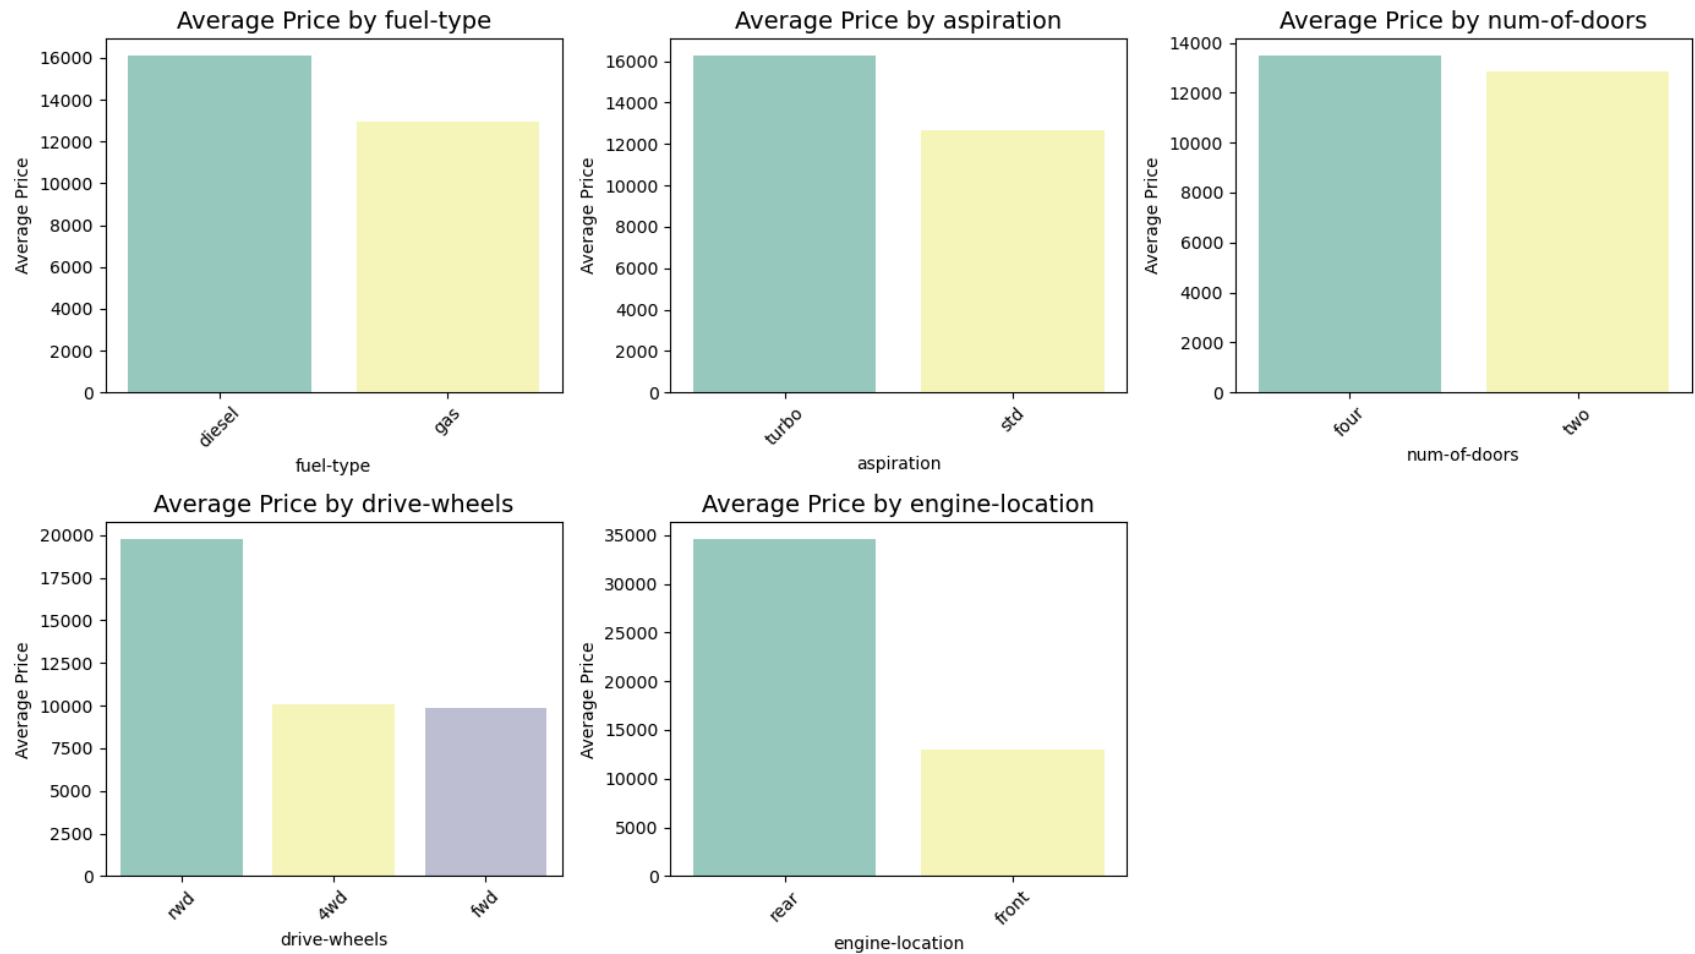 Average Price by fuel-type
Average Price
16000
14000
12000
10000
8000
6000
4000
2000
0
diesel
gas
fuel-type
Average Price by aspiration
Average Price
16000
14000
12000
10000
8000
6000
4000
2000
0
turbo
std
aspiration
Average Price by num-of-doors
Average Price
14000
12000
10000
8000
6000
4000
2000
0
four
two
num-of-doors
Average Price by drive-wheels
Average Price
20000
17500
15000
12500
10000
7500
5000
2500
0
rwd
4wd
fwd
drive-wheels
Average Price by engine-location
Average Price
35000
30000
25000
20000
15000
10000
5000
0
rear
front
engine-location